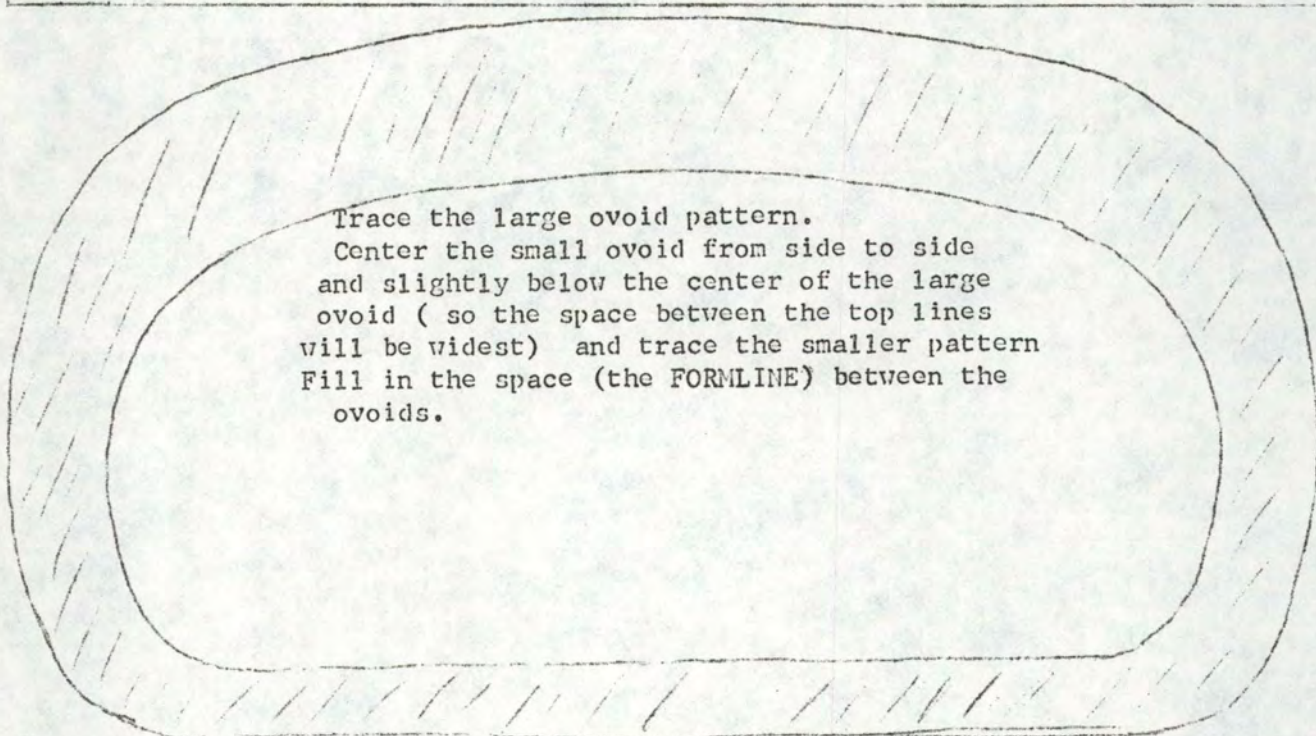 Trace the large ovoid pattern.
Center the small ovoid from side to side
and slightly below the center of the large
ovoid ( so the space between the top lines
will be widest) and trace the smaller pattern
Fill in the space (the FORMLINE) between the
ovoids.